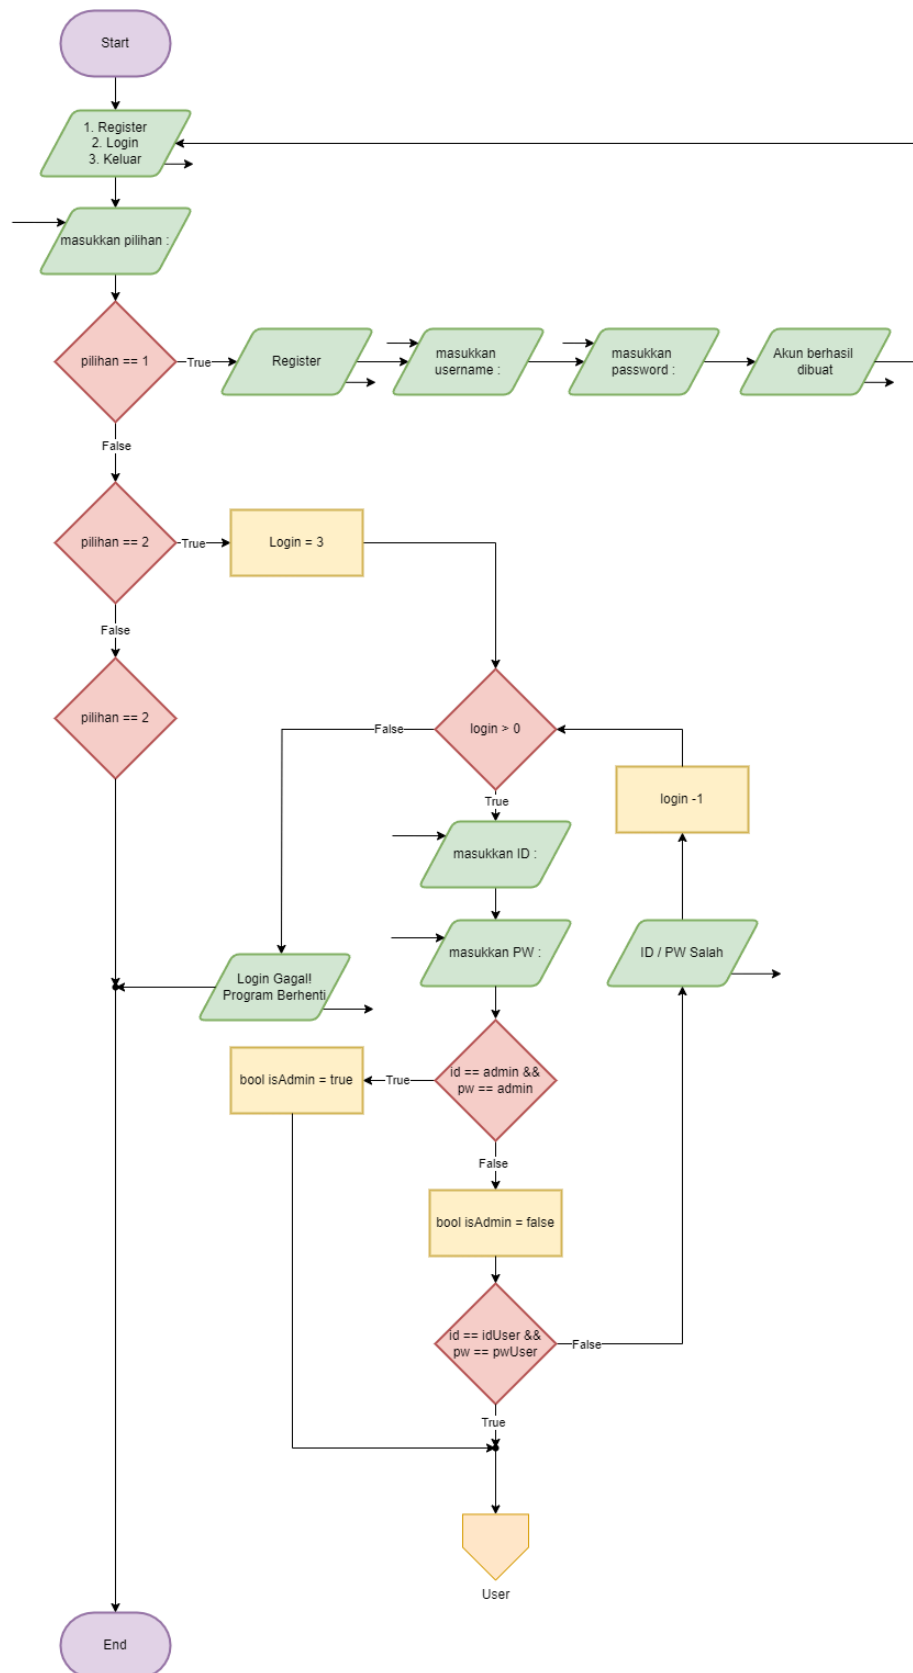 Start
1. Register
2. Login
3. Keluar
masukkan pilihan :
pilihan == 1
True
Register
masukkan
username :
masukkan
password :
Akun berhasil
dibuat
False
pilihan == 2
True
Login = 3
False
pilihan == 2
login > 0
False
True
login -1
masukkan ID :
masukkan PW :
ID / PW Salah
Login Gagal!
Program Berhenti
id == admin &&
pw == admin
True
bool isAdmin = true
False
bool isAdmin = false
id == idUser &&
pw == pwUser
False
True
User
End